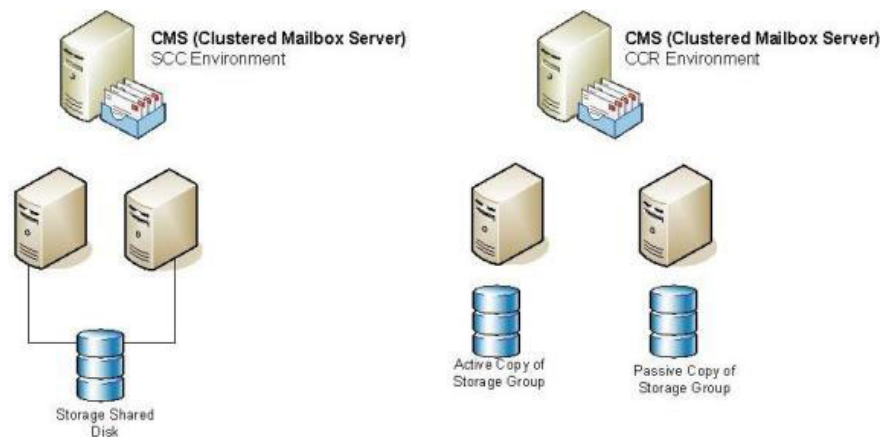 CMS (Clustered Mailbox Server)
SCC Environment
CMS (Clustered Mailbox Server)
CCR Environment
Storage Shared
Disk
Active Copy of
Storage Group
Passive Copy of
Storage Group